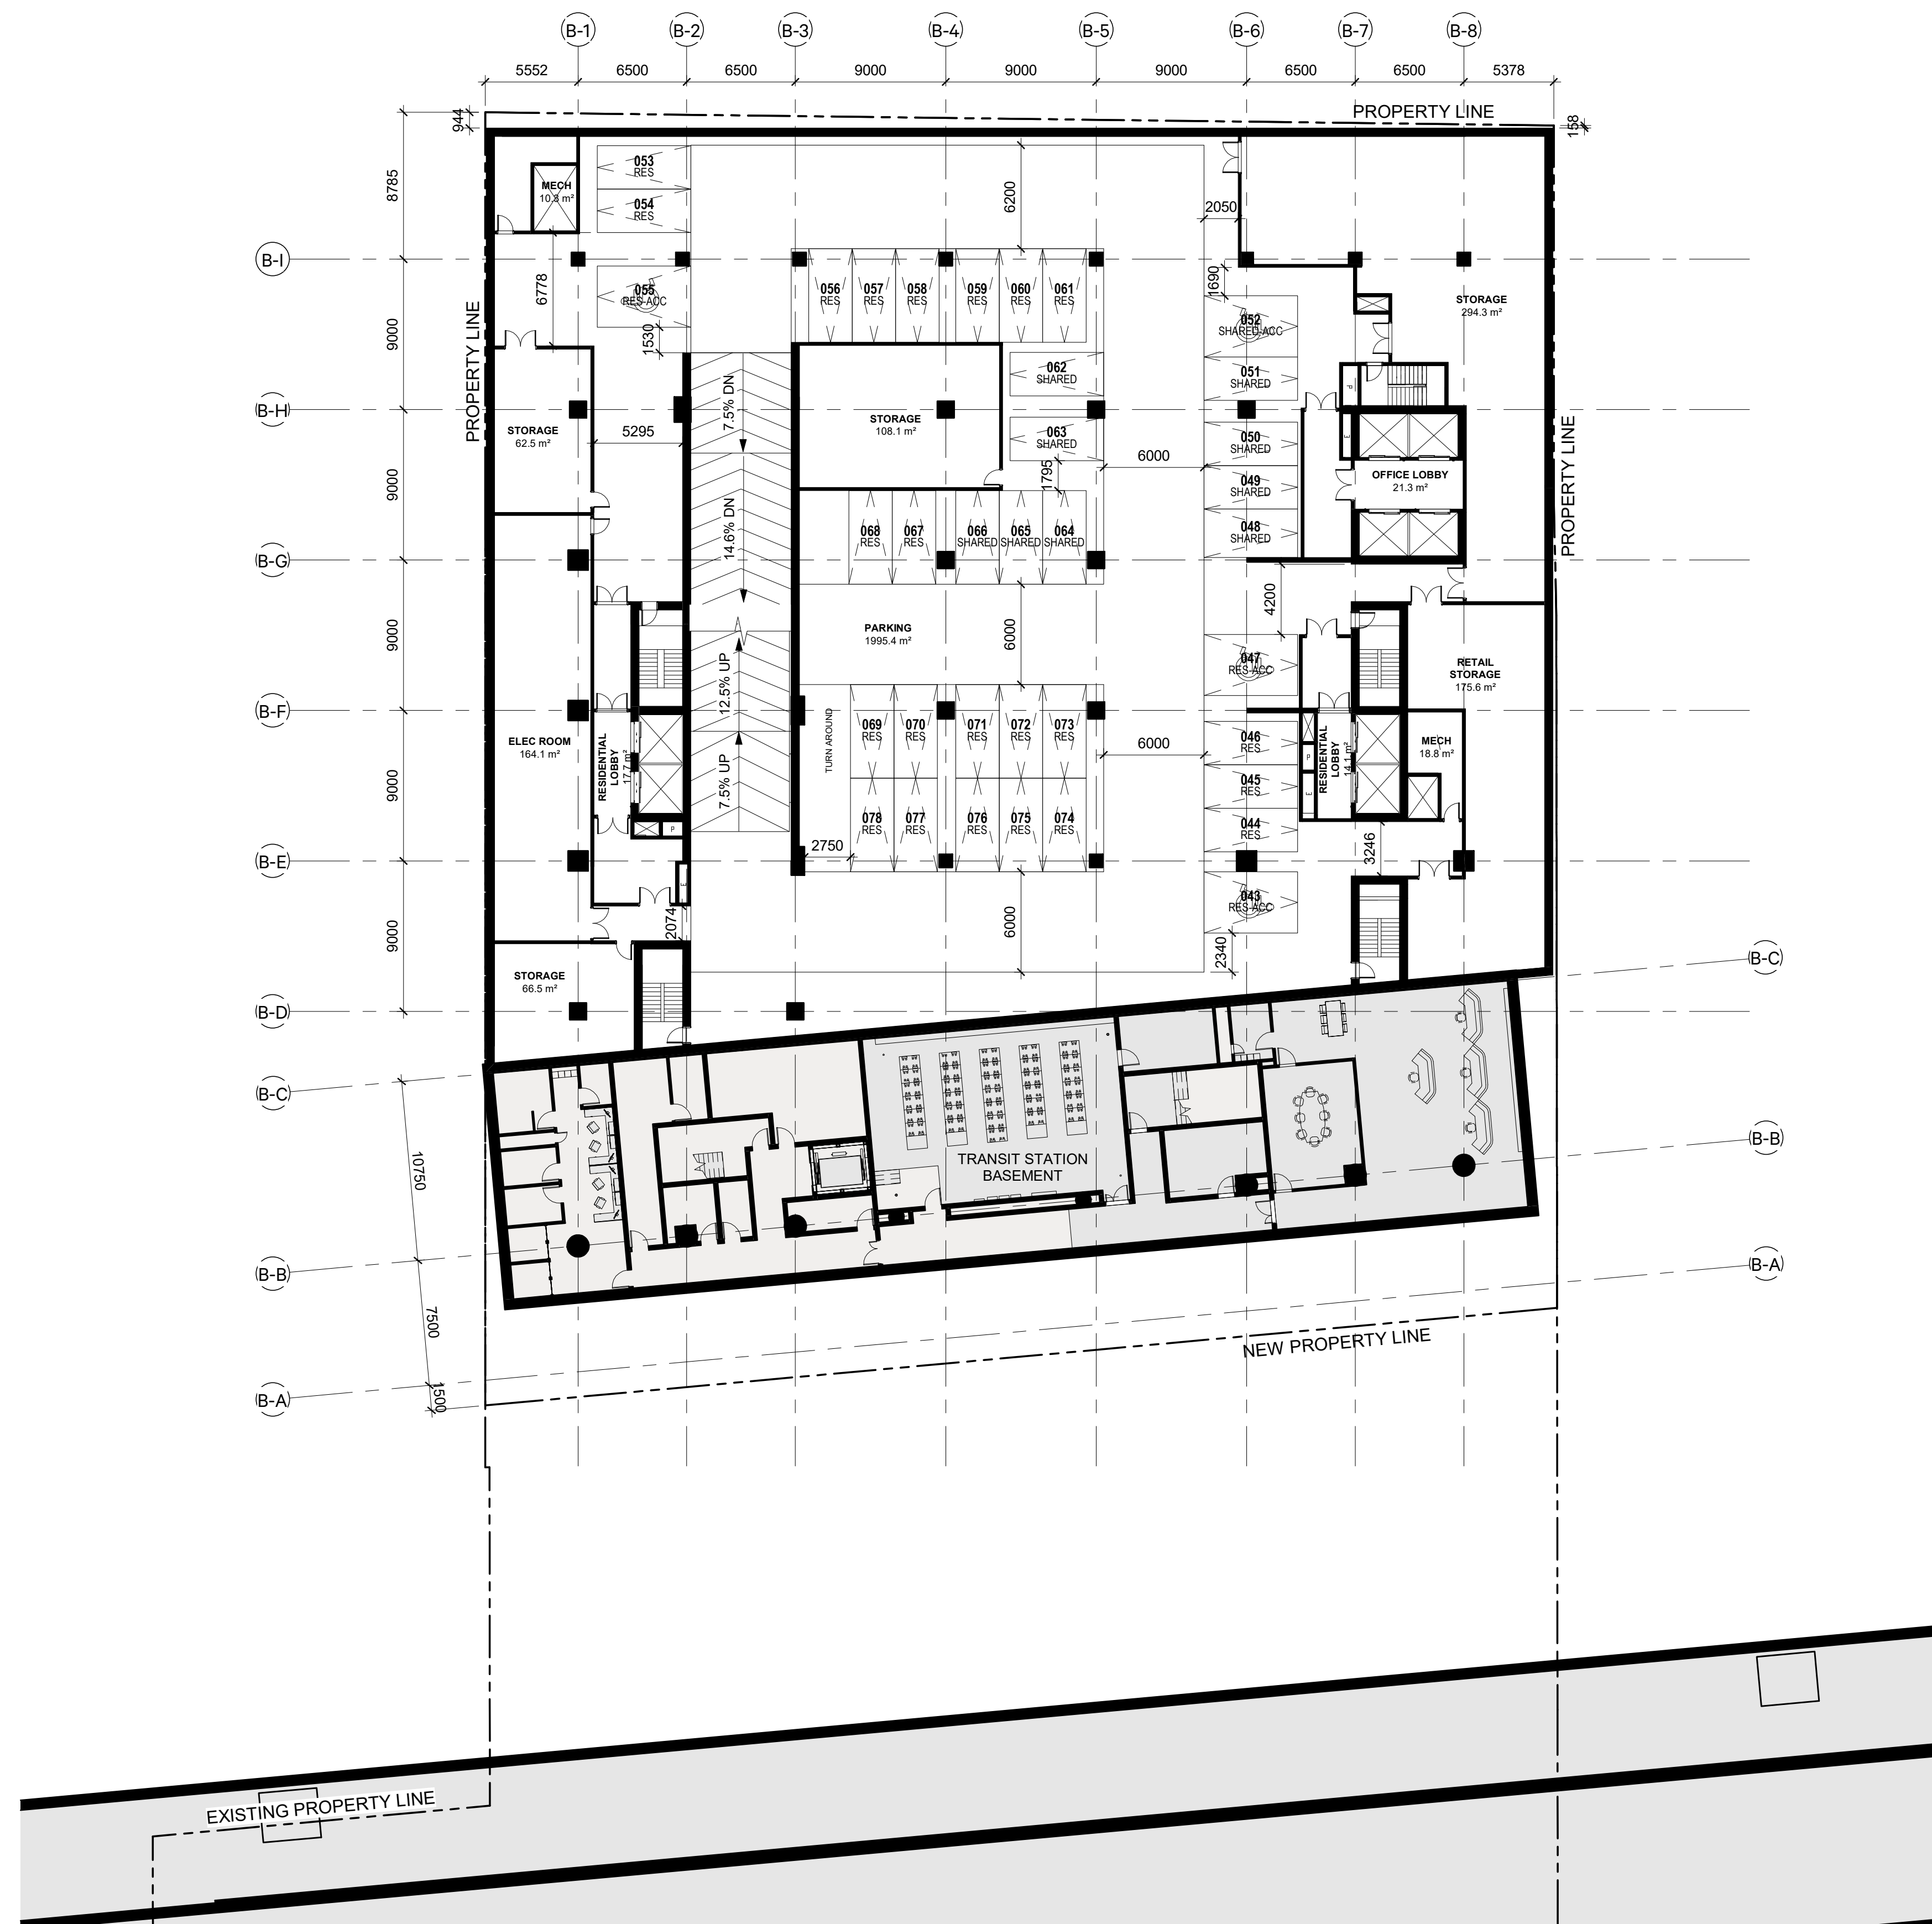 B-1 B-2 B-3 B-4 B-5 B-6 B-7 B-8
5552 6500 6500 9000 9000 9000 6500 6500 5378
PROPERTY LINE
944
158
8785
9000
9000
9000
9000
9000
B-I
B-H
B-G
B-F
B-E
B-D
B-C
B-B
B-A
B-C
B-B
B-A
10750
7500
1500
PROPERTY LINE
PROPERTY LINE
MECH
10.3 m²
053
RES
054
RES
055
RES-ACC
6778
1530
6200
2050
1690
056
RES
057
RES
058
RES
059
RES
060
RES
061
RES
052
SHARED-ACC
051
SHARED
STORAGE
294.3 m²
062
SHARED
063
SHARED
STORAGE
62.5 m²
5295
7.5% DN
14.6% DN
STORAGE
108.1 m²
1795
6000
050
SHARED
049
SHARED
048
SHARED
P
E
OFFICE LOBBY
21.3 m²
068
RES
067
RES
066
SHARED
065
SHARED
064
SHARED
4200
PARKING
1995.4 m²
6000
12.5% UP
7.5% UP
047
RES-ACC
RETAIL
STORAGE
175.6 m²
ELEC ROOM
164.1 m²
RESIDENTIAL
LOBBY
17.7 m²
P
E
TURN AROUND
069
RES
070
RES
071
RES
072
RES
073
RES
6000
046
RES
045
RES
044
RES
P
E
RESIDENTIAL
LOBBY
14.1 m²
MECH
18.8 m²
078
RES
077
RES
076
RES
075
RES
074
RES
2750
3246
2074
6000
043
RES-ACC
2340
STORAGE
66.5 m²
TRANSIT STATION
BASEMENT
NEW PROPERTY LINE
EXISTING PROPERTY LINE